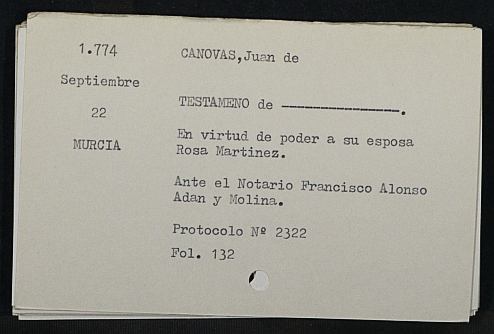 1.774
Septiembre
22
MURCIA
CANOVAS,Juan de
TESTAMENO de ―――――――――――.
En virtud de poder a su esposa
Rosa Martinez.
Ante el Notario Francisco Alonso
Adan y Molina.
Protocolo Nº 2322
Fol. 132